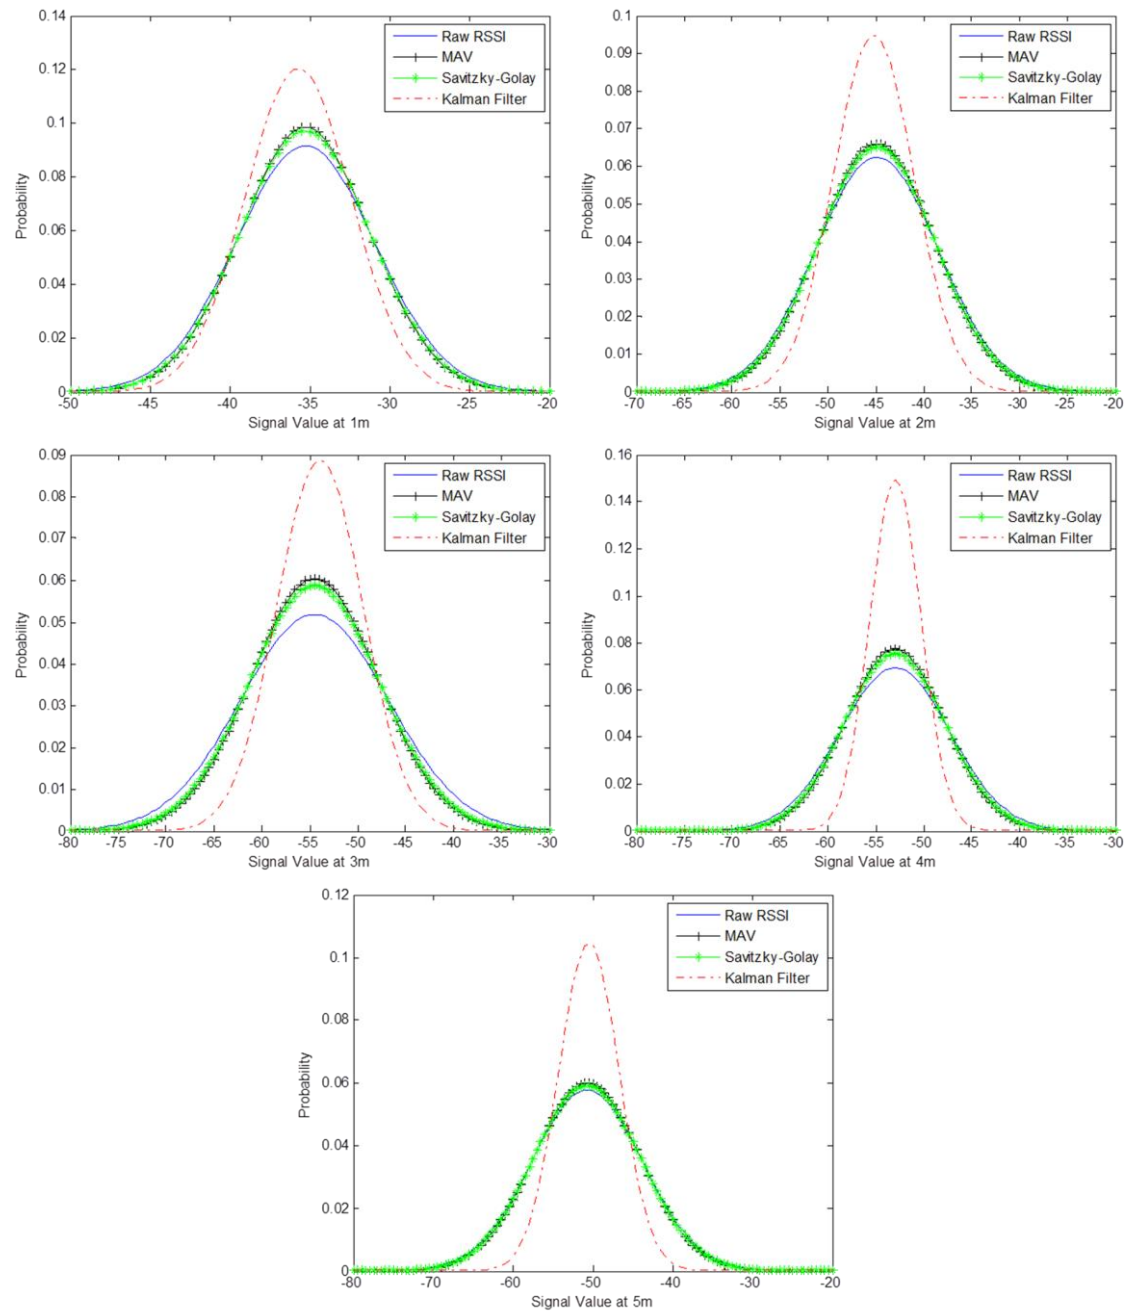 0.14
0.12
0.1
0.08
0.06
0.04
0.02
0
Probability
-50 -45 -40 -35 -30 -25 -20
Signal Value at 1m
Raw RSSI
MAV
Savitzky-Golay
Kalman Filter
0.1
0.09
0.08
0.07
0.06
0.05
0.04
0.03
0.02
0.01
0
Probability
-70 -65 -60 -55 -50 -45 -40 -35 -30 -25 -20
Signal Value at 2m
Raw RSSI
MAV
Savitzky-Golay
Kalman Filter
0.09
0.08
0.07
0.06
0.05
0.04
0.03
0.02
0.01
0
Probability
-80 -75 -70 -65 -60 -55 -50 -45 -40 -35 -30
Signal Value at 3m
Raw RSSI
MAV
Savitzky-Golay
Kalman Filter
0.16
0.14
0.12
0.1
0.08
0.06
0.04
0.02
0
Probability
-80 -75 -70 -65 -60 -55 -50 -45 -40 -35 -30
Signal Value at 4m
Raw RSSI
MAV
Savitzky-Golay
Kalman Filter
0.12
0.1
0.08
0.06
0.04
0.02
0
Probability
-80 -70 -60 -50 -40 -30 -20
Signal Value at 5m
Raw RSSI
MAV
Savitzky-Golay
Kalman Filter